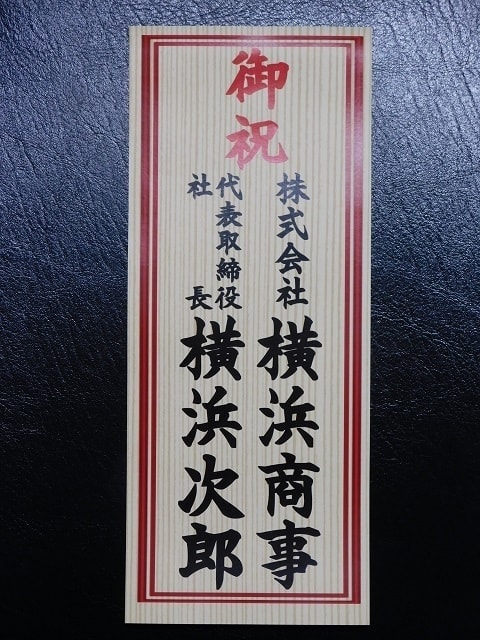 御祝
株式会社 横浜商事
代表取締役
社長
横浜次郎